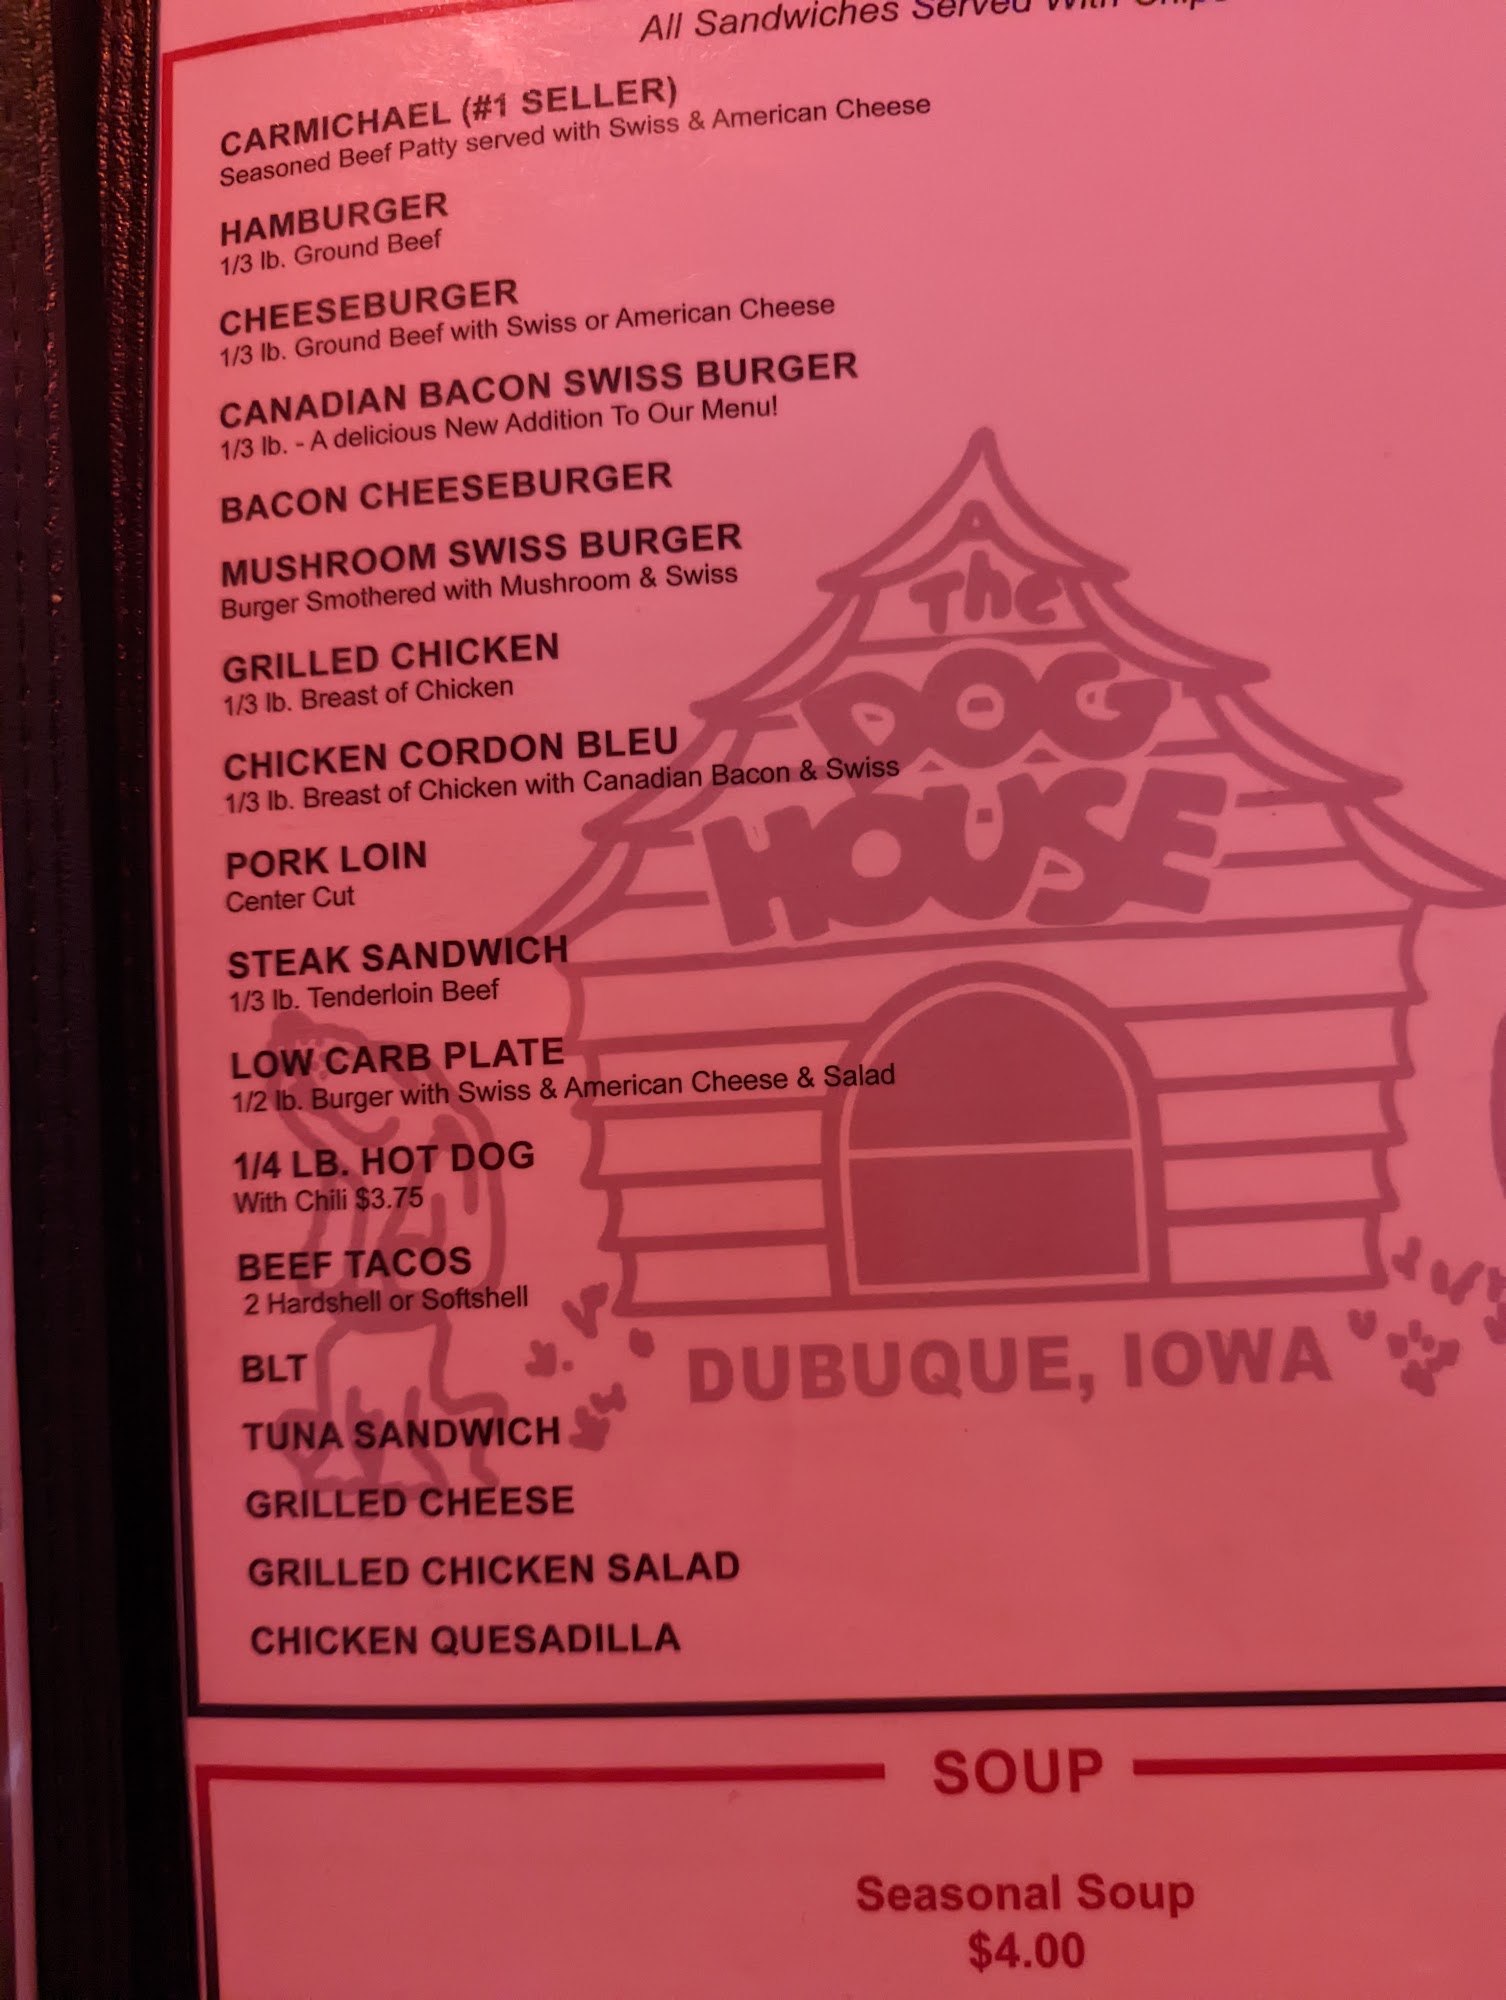 All Sandwiches Served With Chips
CARMICHAEL (#1 SELLER)
Seasoned Beef Patty served with Swiss & American Cheese
HAMBURGER
1/3 lb. Ground Beef
CHEESEBURGER
1/3 lb. Ground Beef with Swiss or American Cheese
CANADIAN BACON SWISS BURGER
1/3 lb. - A delicious New Addition To Our Menu!
BACON CHEESEBURGER
MUSHROOM SWISS BURGER
Burger Smothered with Mushroom & Swiss
GRILLED CHICKEN
1/3 lb. Breast of Chicken
CHICKEN CORDON BLEU
1/3 lb. Breast of Chicken with Canadian Bacon & Swiss
PORK LOIN
Center Cut
STEAK SANDWICH
1/3 lb. Tenderloin Beef
LOW CARB PLATE
1/2 lb. Burger with Swiss & American Cheese & Salad
1/4 LB. HOT DOG
With Chili $3.75
BEEF TACOS
2 Hardshell or Softshell
BLT
TUNA SANDWICH
GRILLED CHEESE
GRILLED CHICKEN SALAD
CHICKEN QUESADILLA
The
DOG
HOUSE
DUBUQUE, IOWA
SOUP
Seasonal Soup
$4.00